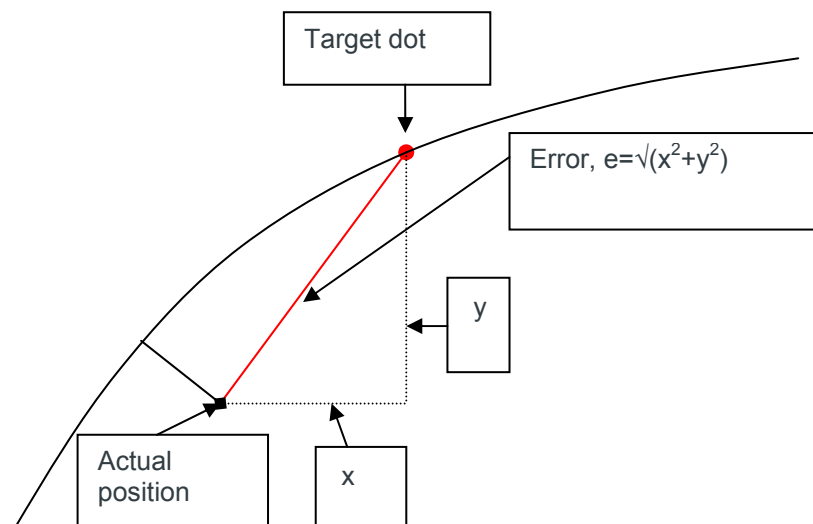 Target dot
Error, e=√(x²+y²)
y
Actual
position
x